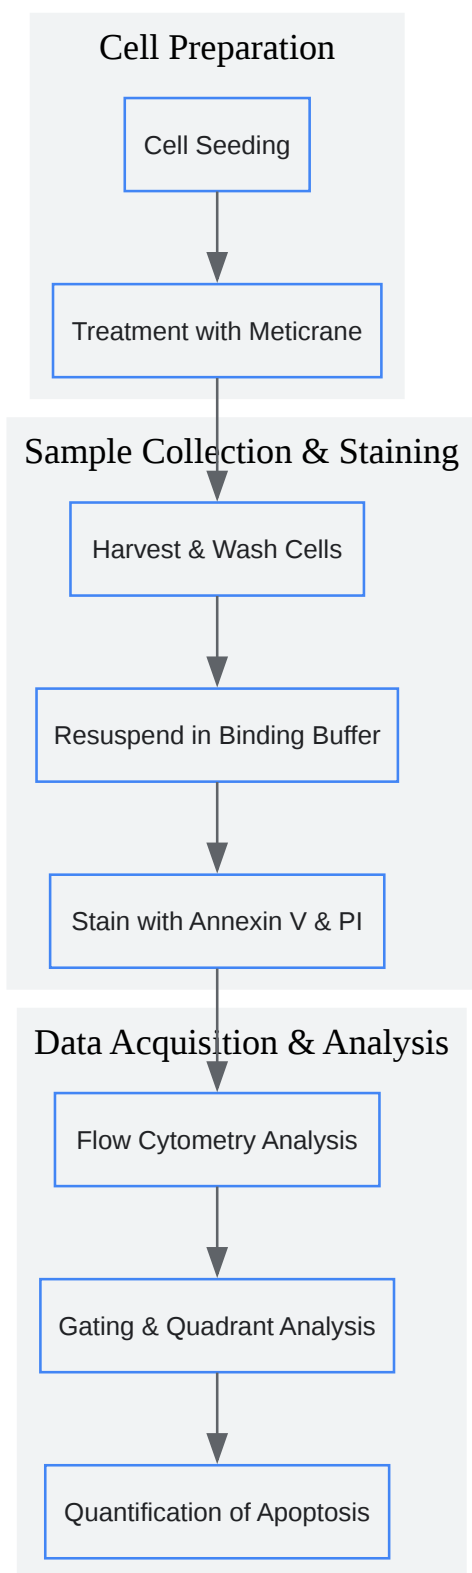 Cell Preparation
Cell Seeding
Treatment with Meticrane
Sample Collection & Staining
Harvest & Wash Cells
Resuspend in Binding Buffer
Stain with Annexin V & PI
Data Acquisition & Analysis
Flow Cytometry Analysis
Gating & Quadrant Analysis
Quantification of Apoptosis